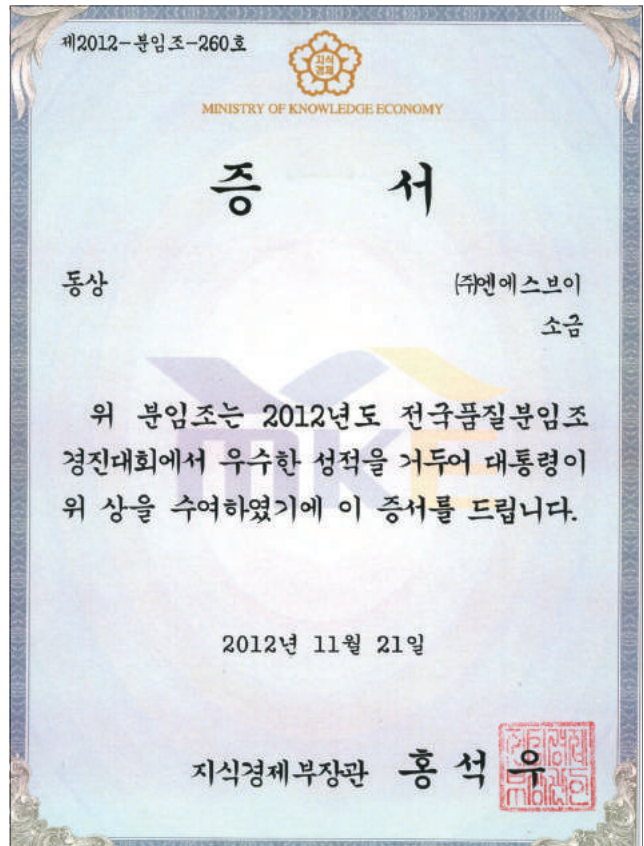 제2012-분임조-260호
지식
경제
MINISTRY OF KNOWLEDGE ECONOMY
증 서
동상
(주)엔에스브이
소금
MKE
위 분임조는 2012년도 전국품질분임조
경진대회에서 우수한 성적을 거두어 대통령이
위 상을 수여하였기에 이 증서를 드립니다.
2012년 11월 21일
지식경제부장관 홍석우